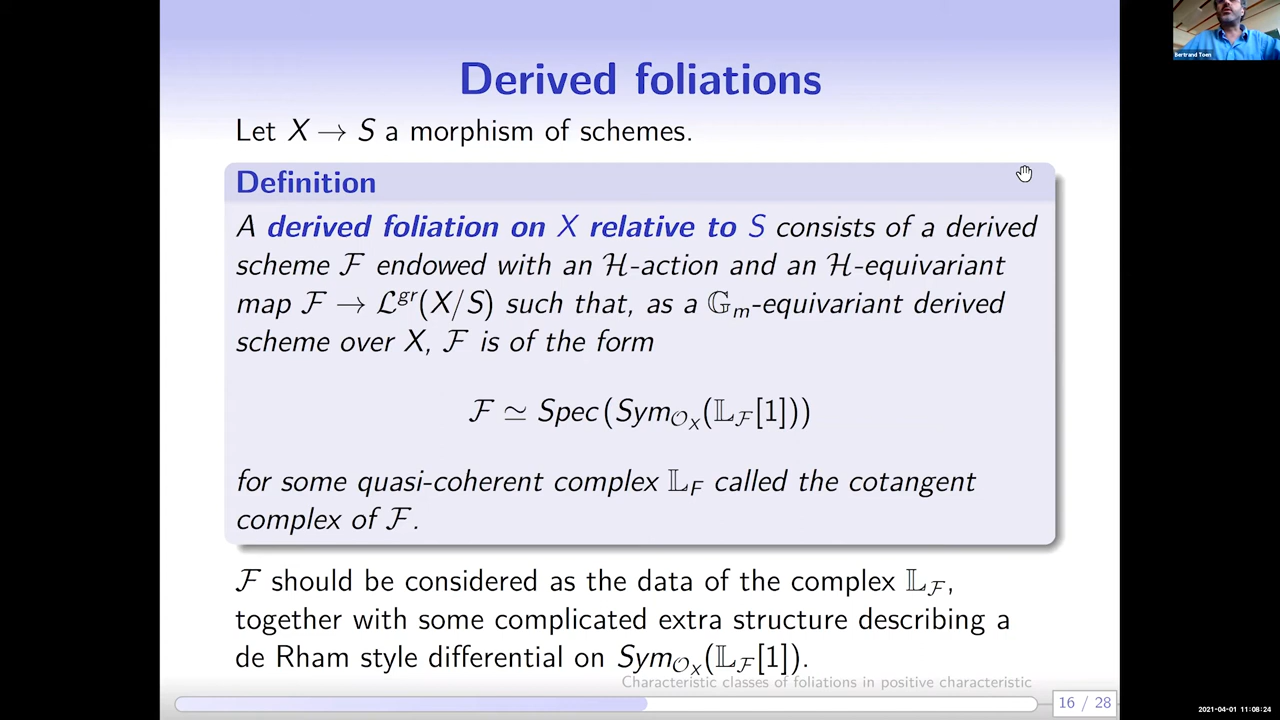 Bertrand Toen
Derived foliations
Let X → S a morphism of schemes.
Definition
A derived foliation on X relative to S consists of a derived
scheme ℱ endowed with an ℋ-action and an ℋ-equivariant
map ℱ → ℒ^{gr}(X/S) such that, as a 𝔾_m-equivariant derived
scheme over X, ℱ is of the form
ℱ ≃ Spec(Sym_{𝒪_X}(𝕃_ℱ[1]))
for some quasi-coherent complex 𝕃_F called the cotangent
complex of ℱ.
ℱ should be considered as the data of the complex 𝕃_ℱ,
together with some complicated extra structure describing a
de Rham style differential on Sym_{𝒪_X}(𝕃_ℱ[1]).
Characteristic classes of foliations in positive characteristic
16 / 28
2021-04-01 11:08:24